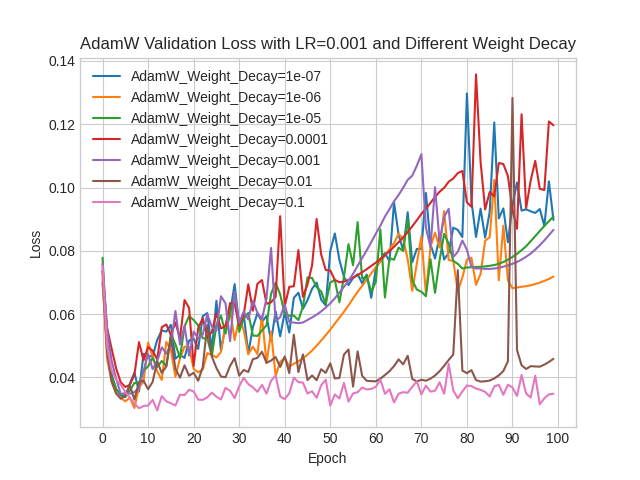 AdamW Validation Loss with LR=0.001 and Different Weight Decay
AdamW_Weight_Decay=1e-07
AdamW_Weight_Decay=1e-06
AdamW_Weight_Decay=1e-05
AdamW_Weight_Decay=0.0001
AdamW_Weight_Decay=0.001
AdamW_Weight_Decay=0.01
AdamW_Weight_Decay=0.1
Loss
0.14
0.12
0.10
0.08
0.06
0.04
0 10 20 30 40 50 60 70 80 90 100
Epoch